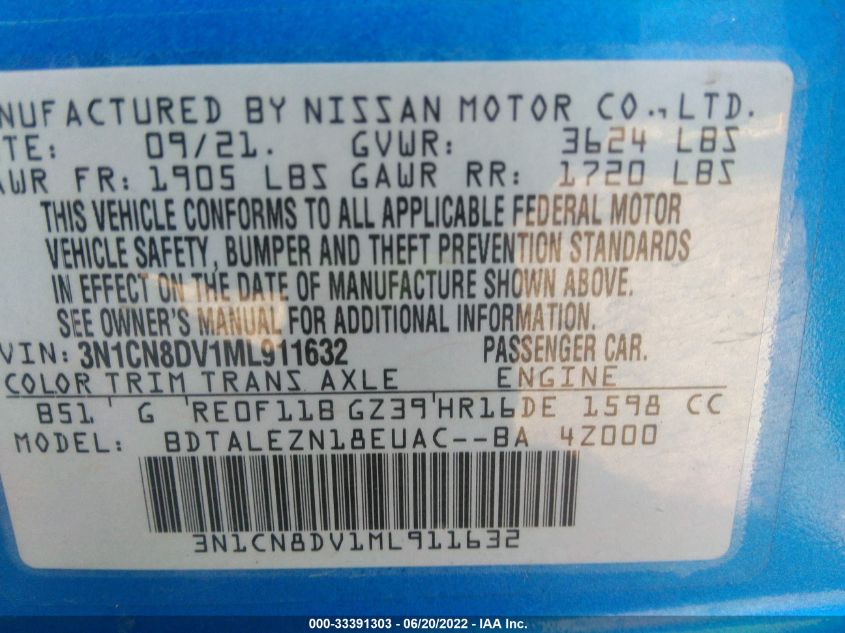 NUFACTURED BY NISSAN MOTOR CO., LTD.
TE: 09/21. GVWR: 3624 LBS
AWR FR: 1905 LBS GAWR RR: 1720 LBS
THIS VEHICLE CONFORMS TO ALL APPLICABLE FEDERAL MOTOR
VEHICLE SAFETY, BUMPER AND THEFT PREVENTION STANDARDS
IN EFFECT ON THE DATE OF MANUFACTURE SHOWN ABOVE.
SEE OWNER'S MANUAL FOR ADDITIONAL INFORMATION
VIN: 3N1CN8DV1ML911632 PASSENGER CAR.
COLOR TRIM TRANS AXLE ENGINE
B51 G RE0F11B GZ39 HR16DE 1598 CC
MODEL: BDTALEZN18EUAC--BA 4Z000
3N1CN8DV1ML911632
000-33391303 - 06/20/2022 - IAA Inc.